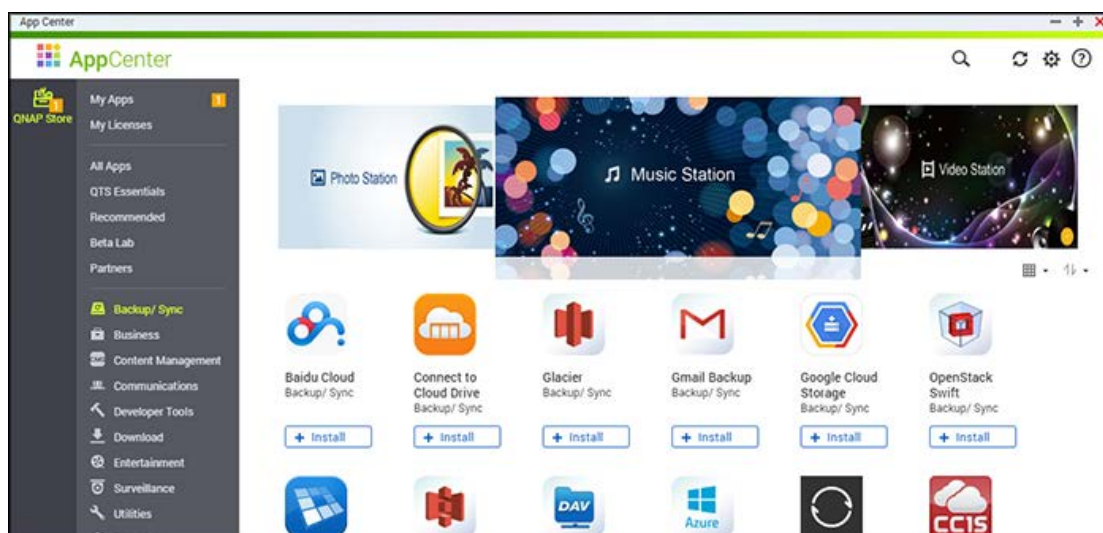 App Center
AppCenter
QNAP Store
1
My Apps
1
My Licenses
All Apps
QTS Essentials
Recommended
Beta Lab
Partners
Backup/ Sync
Business
Content Management
Communications
Developer Tools
Download
Entertainment
Surveillance
Utilities
Photo Station
Music Station
Video Station
Baidu Cloud
Backup/ Sync
+ Install
Connect to
Cloud Drive
Backup/ Sync
+ Install
Glacier
Backup/ Sync
+ Install
Gmail Backup
Backup/ Sync
+ Install
Google Cloud
Storage
Backup/ Sync
+ Install
OpenStack
Swift
Backup/ Sync
+ Install
DAV
Azure
CC1S